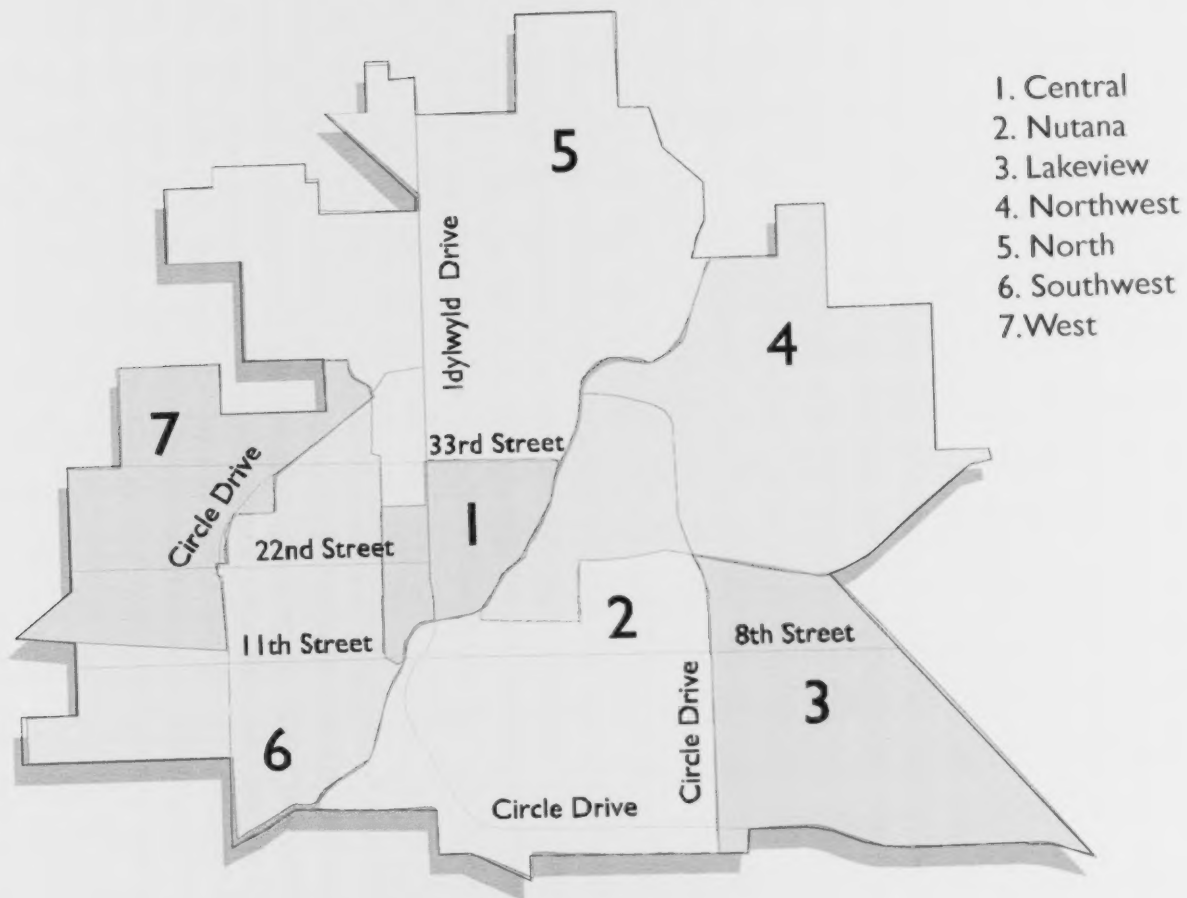 1. Central
2. Nutana
3. Lakeview
4. Northwest
5. North
6. Southwest
7.West
5
Idylwyld Drive
4
7
33rd Street
Circle Drive
1
22nd Street
2
11th Street
8th Street
3
Circle Drive
6
Circle Drive